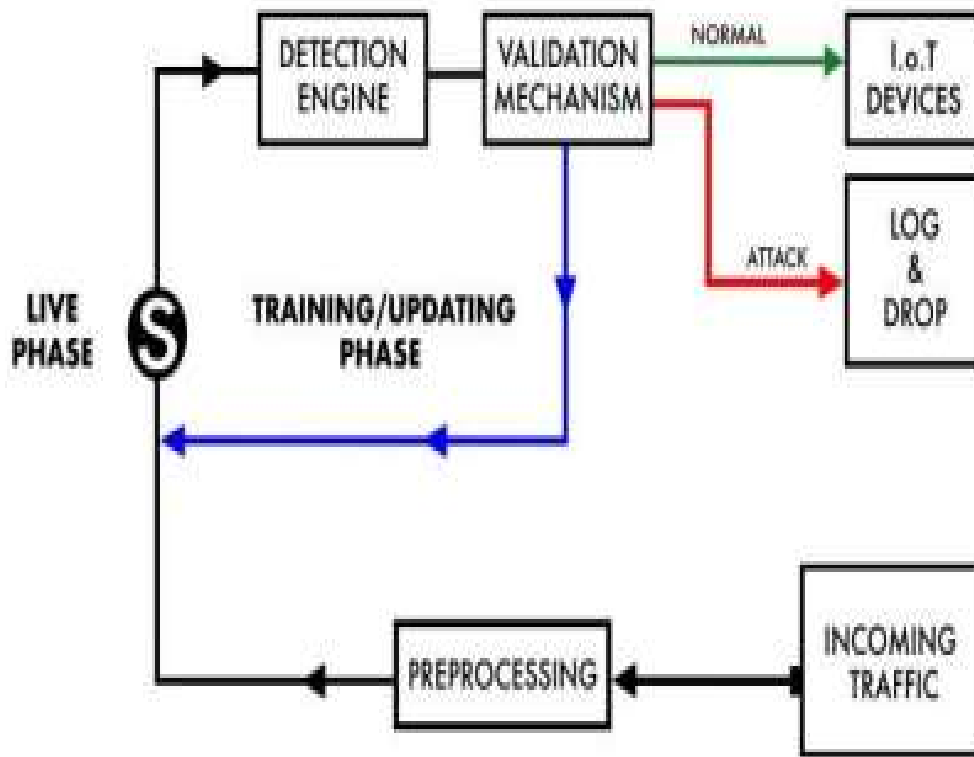 DETECTION
ENGINE
VALIDATION
MECHANISM
NORMAL
I.o.T
DEVICES
LOG
&
DROP
ATTACK
LIVE
PHASE
S
TRAINING/UPDATING
PHASE
PREPROCESSING
INCOMING
TRAFFIC